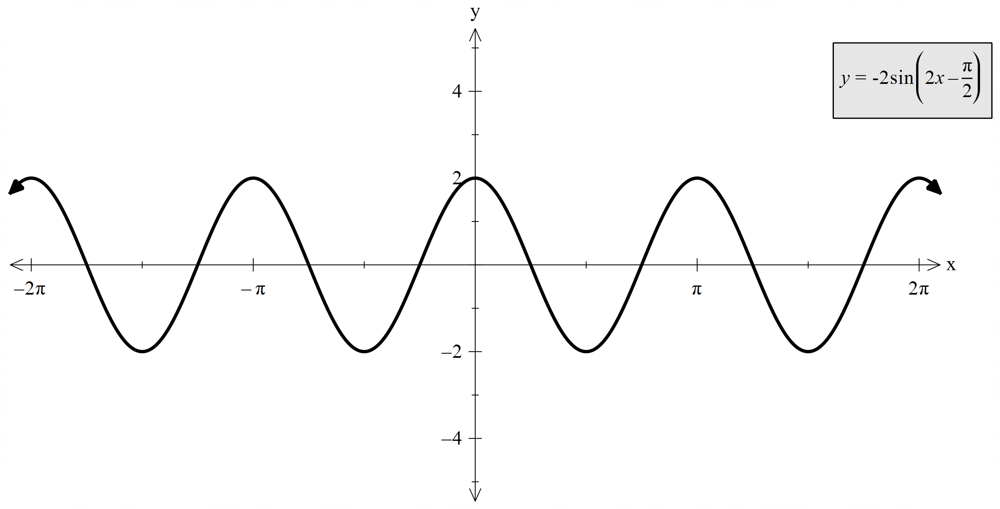 y
y = -2sin(2x – π/2)
4
2
x
–2π
– π
π
2π
–2
–4